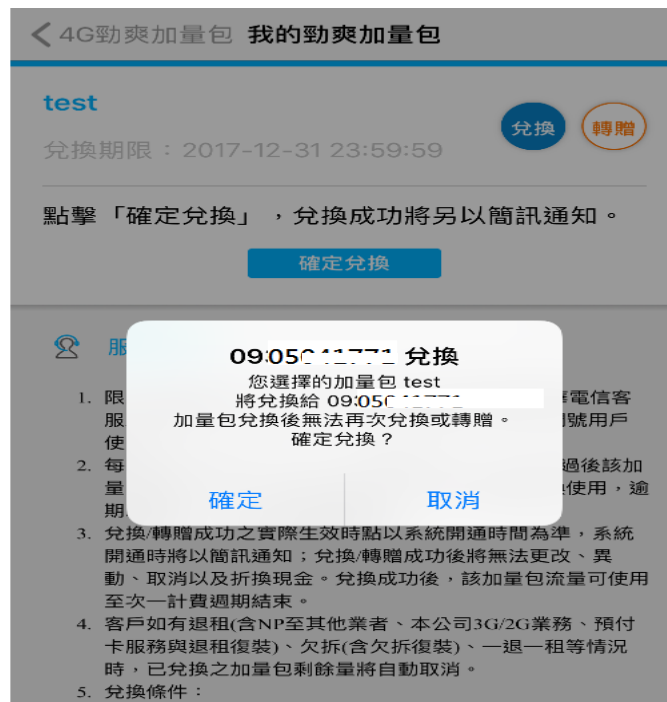 4G勁爽加量包 我的勁爽加量包
test
兌換期限：2017-12-31 23:59:59
兌換
轉贈
點擊「確定兌換」，兌換成功將另以簡訊通知。
確定兌換
服
09 兌換
您選擇的加量包 test
將兌換給 09
加量包兌換後無法再次兌換或轉贈。
確定兌換？
確定 取消
1. 限 電信客
服 號用戶
使
2. 每 過後該加
量 使用，逾
期
3. 兌換/轉贈成功之實際生效時點以系統開通時間為準，系統
開通時將以簡訊通知；兌換/轉贈成功後將無法更改、異
動、取消以及折換現金。兌換成功後，該加量包流量可使用
至次一計費週期結束。
4. 客戶如有退租(含NP至其他業者、本公司3G/2G業務、預付
卡服務與退租復裝)、欠拆(含欠拆復裝)、一退一租等情況
時，已兌換之加量包剩餘量將自動取消。
5. 兌換條件：